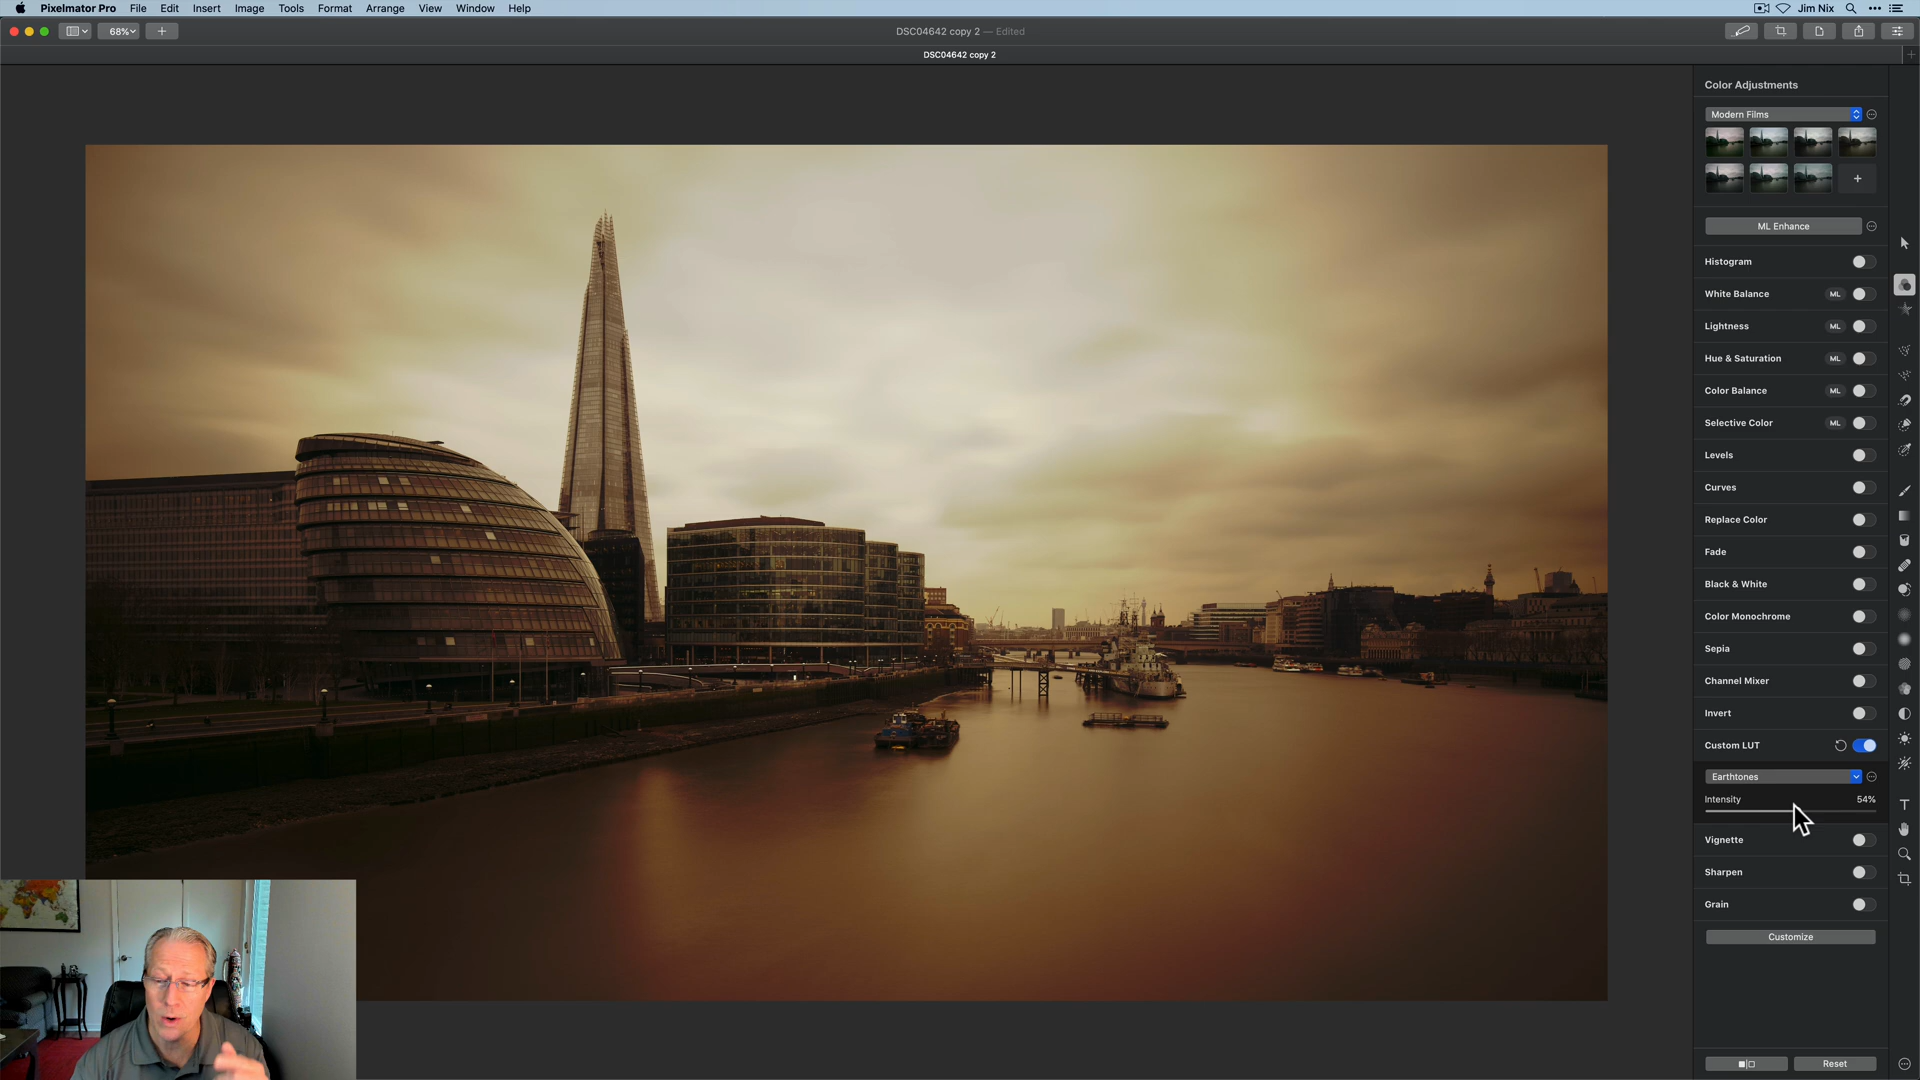 Pixelmator Pro File Edit Insert Image Tools Format Arrange View Window Help Jim Nix
68% DSC04642 copy 2 — Edited
DSC04642 copy 2
Color Adjustments
Modern Films
ML Enhance
Histogram
White Balance ML
Lightness ML
Hue & Saturation ML
Color Balance ML
Selective Color ML
Levels
Curves
Replace Color
Fade
Black & White
Color Monochrome
Sepia
Channel Mixer
Invert
Custom LUT
Earthtones
Intensity 54%
Vignette
Sharpen
Grain
Customize
Reset